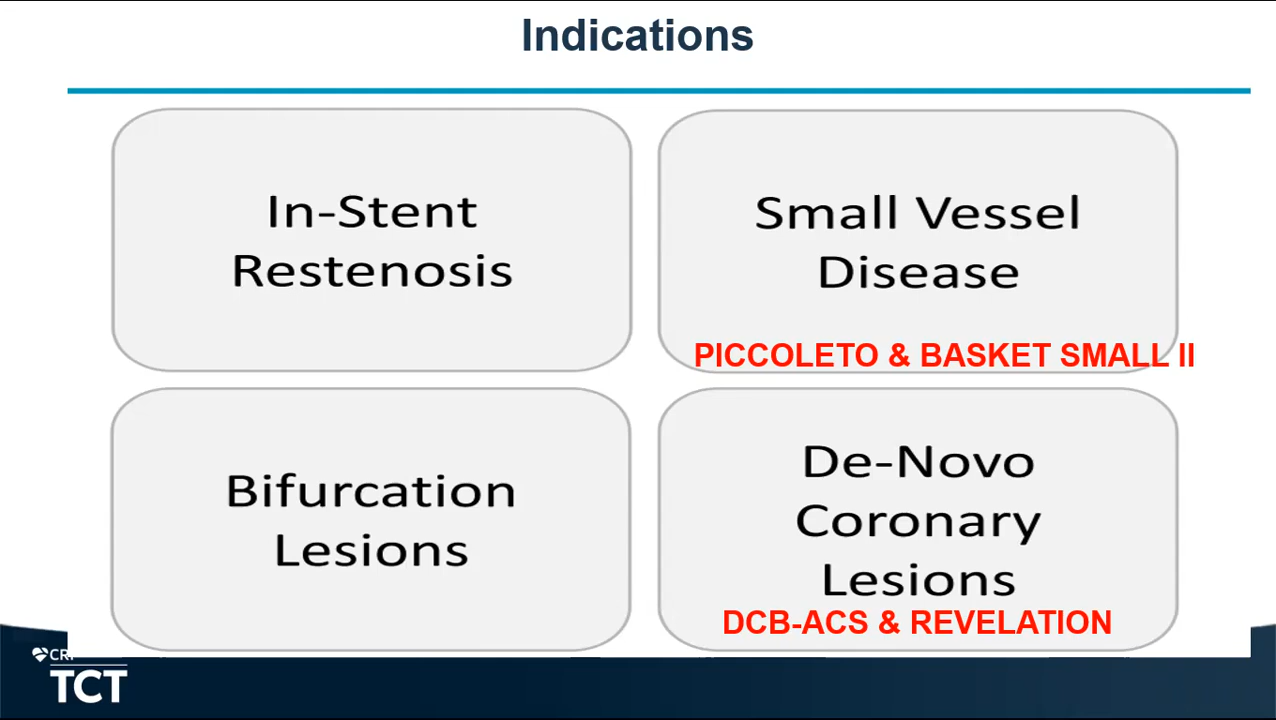 Indications
In-Stent
Restenosis
Small Vessel
Disease
PICCOLETO & BASKET SMALL II
Bifurcation
Lesions
De-Novo
Coronary
Lesions
DCB-ACS & REVELATION
TCT